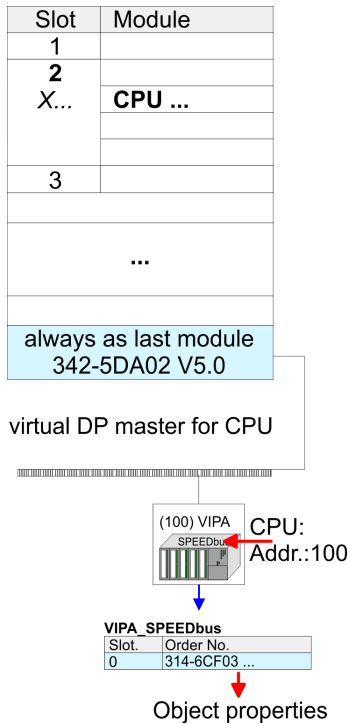 Slot Module
1
2
X... CPU ...
3
...
always as last module
342-5DA02 V5.0
virtual DP master for CPU
(100) VIPA
SPEEDbus
CPU:
Addr.:100
VIPA_SPEEDbus
Slot. Order No.
0 314-6CF03 ...
Object properties